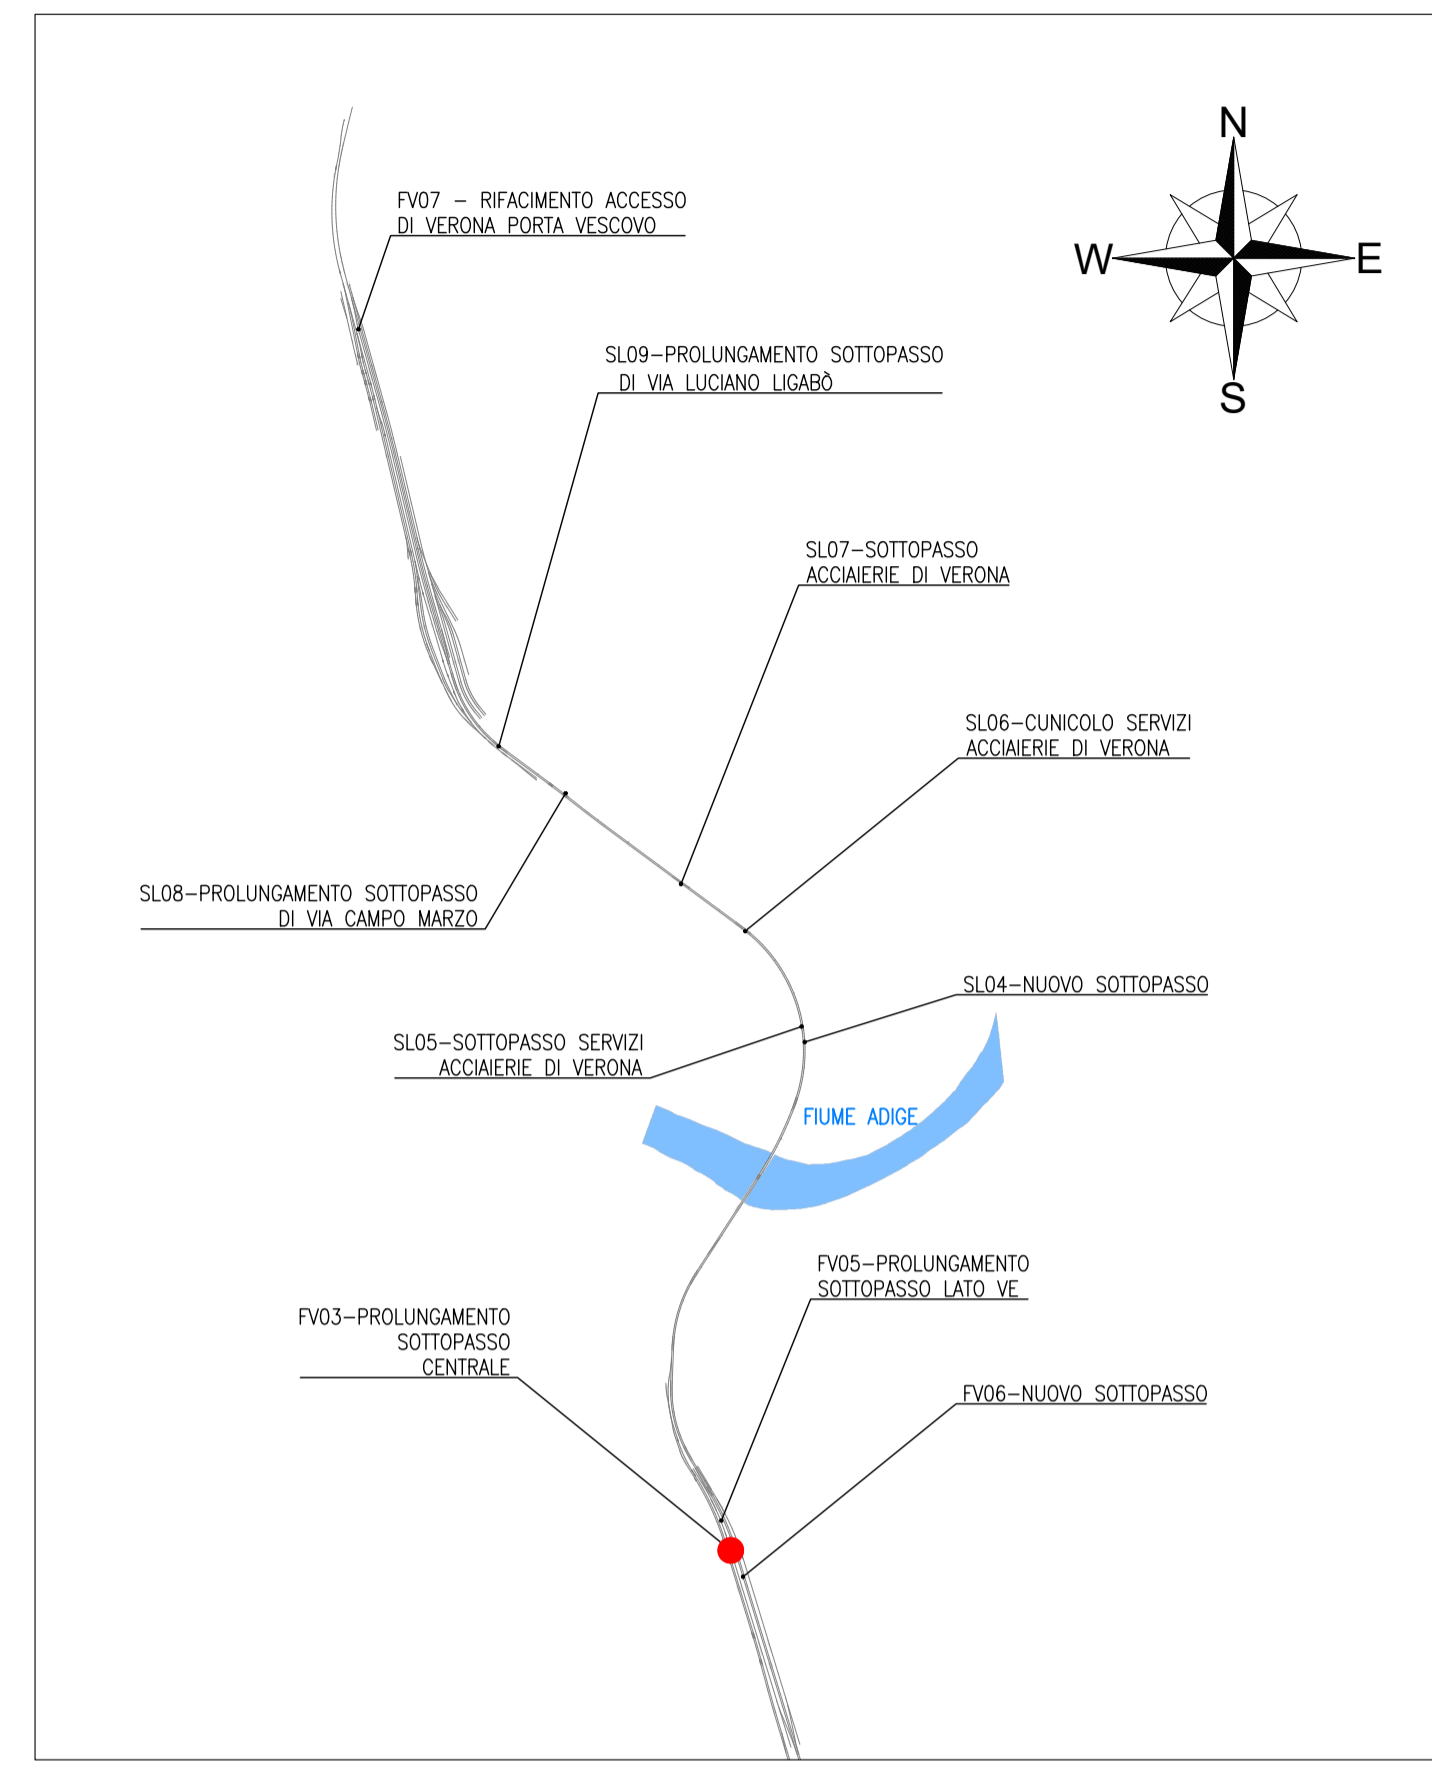 N
W
E
S
FV07 - RIFACIMENTO ACCESSO
DI VERONA PORTA VESCOVO
SL09-PROLUNGAMENTO SOTTOPASSO
DI VIA LUCIANO LIGABÒ
SL07-SOTTOPASSO
ACCIAIERIE DI VERONA
SL06-CUNICOLO SERVIZI
ACCIAIERIE DI VERONA
SL08-PROLUNGAMENTO SOTTOPASSO
DI VIA CAMPO MARZO
SL04-NUOVO SOTTOPASSO
SL05-SOTTOPASSO SERVIZI
ACCIAIERIE DI VERONA
FIUME ADIGE
FV05-PROLUNGAMENTO
SOTTOPASSO LATO VE
FV03-PROLUNGAMENTO
SOTTOPASSO
CENTRALE
FV06-NUOVO SOTTOPASSO